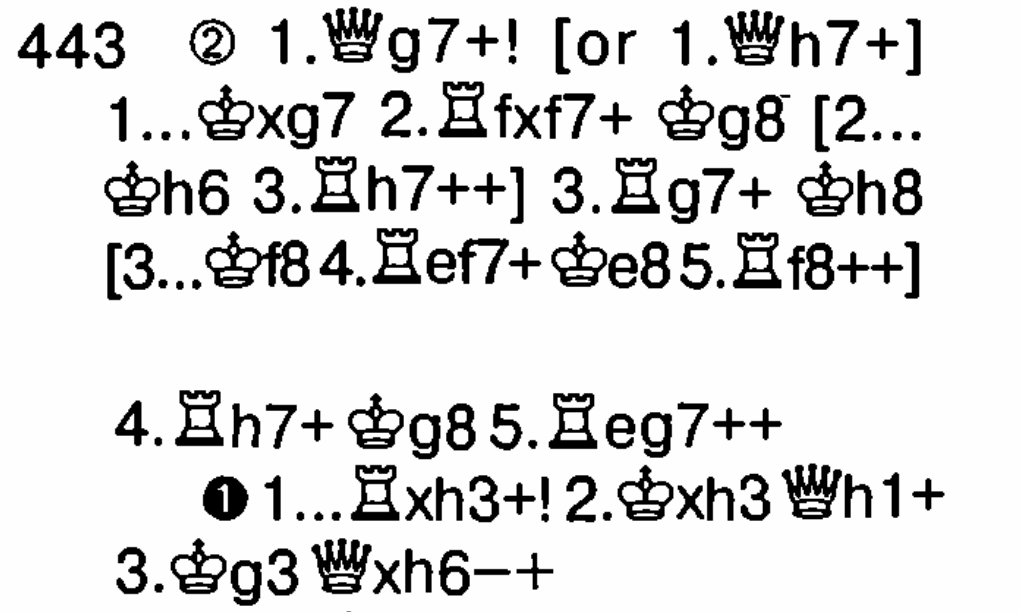 443 ② 1.♕g7+! [or 1.♕h7+]
1...♔xg7 2.♖fxf7+ ♔g8 [2...
♔h6 3.♖h7++] 3.♖g7+ ♔h8
[3...♔f8 4.♖ef7+ ♔e8 5.♖f8++]
4.♖h7+ ♔g8 5.♖eg7++
❶ 1...♖xh3+! 2.♔xh3 ♕h1+
3.♔g3 ♕xh6−+